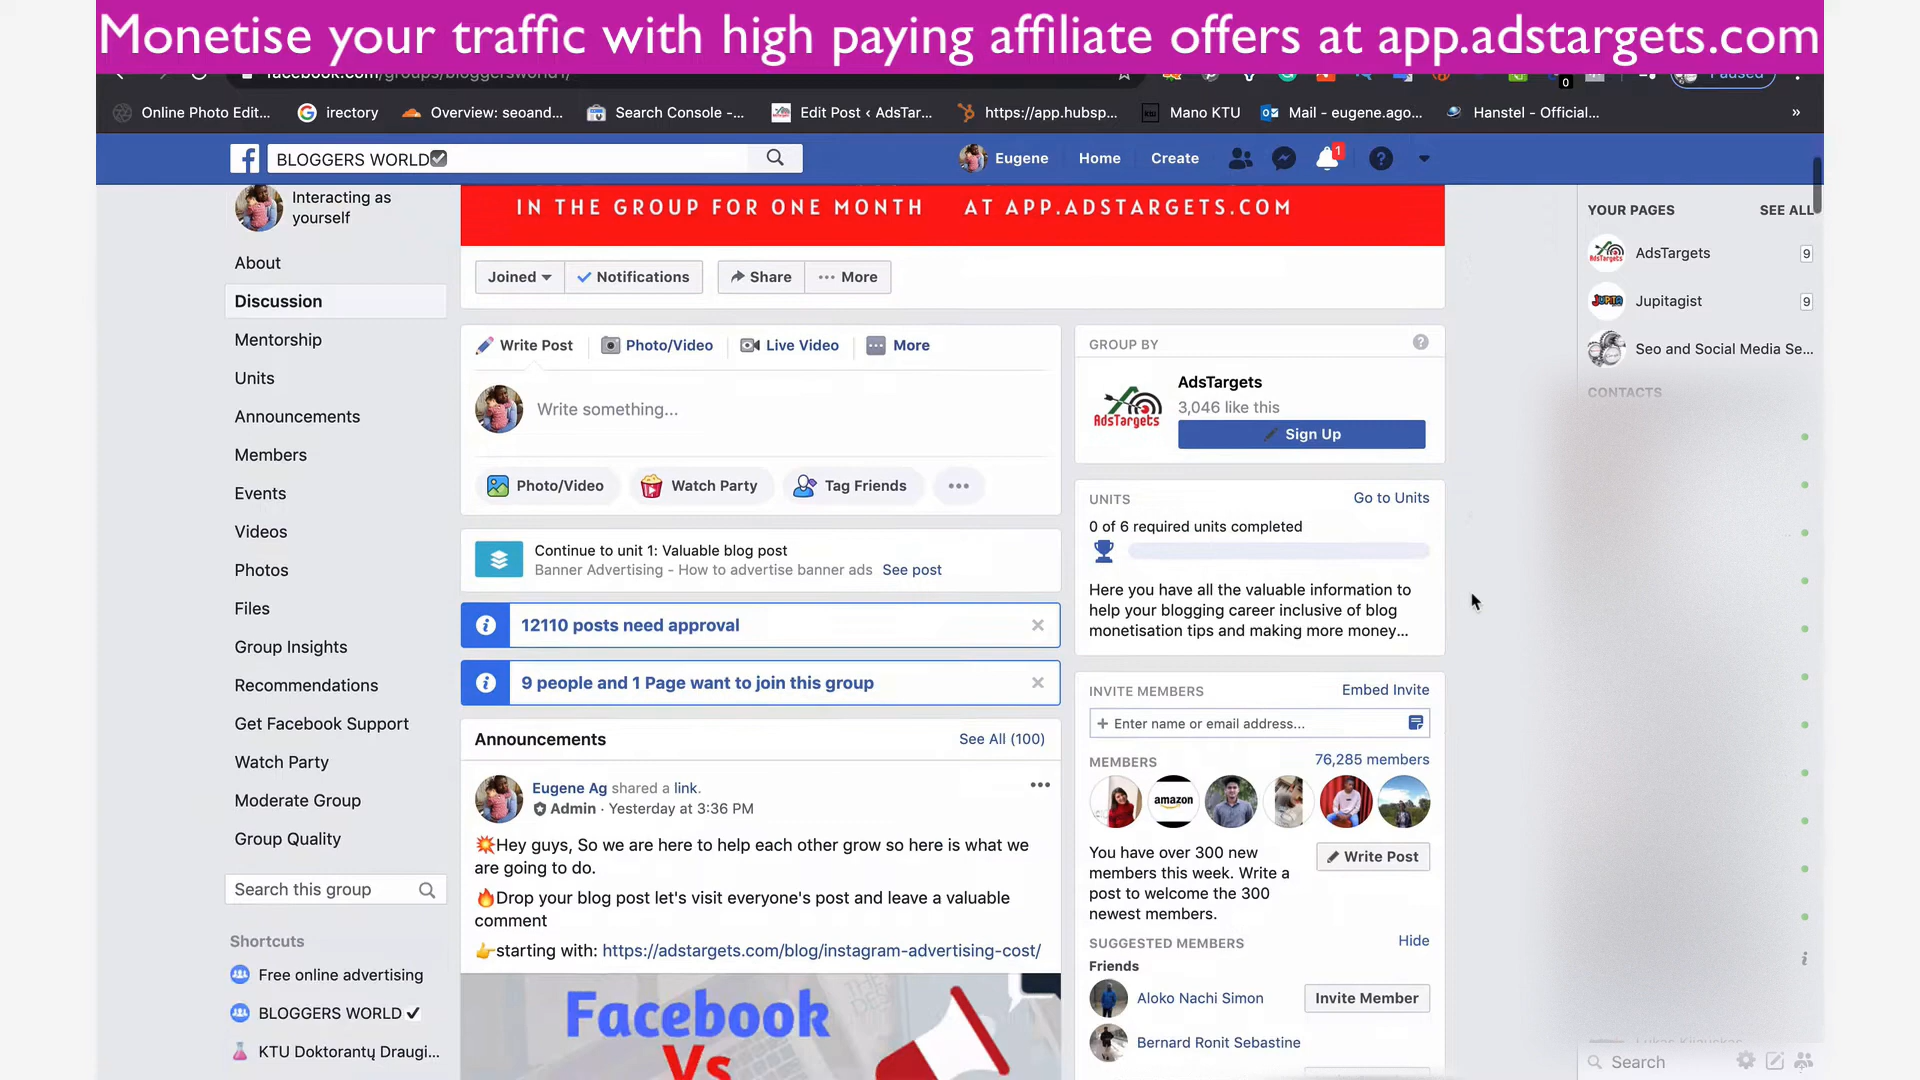 Monetise your traffic with high paying affiliate offers at app.adstargets.com
facebook.com/groups/bloggersworld1/
0
Paused
Online Photo Edit...
irectory
Overview: seoand...
Search Console -...
Edit Post ‹ AdsTar...
https://app.hubsp...
Mano KTU
Mail - eugene.ago...
Hanstel - Official...
»
BLOGGERS WORLD☑
Eugene
Home
Create
1
Interacting as
yourself
About
Discussion
Mentorship
Units
Announcements
Members
Events
Videos
Photos
Files
Group Insights
Recommendations
Get Facebook Support
Watch Party
Moderate Group
Group Quality
Search this group
Shortcuts
Free online advertising
BLOGGERS WORLD ✔
KTU Doktorantų Draugi...
IN THE GROUP FOR ONE MONTH AT APP.ADSTARGETS.COM
Joined
Notifications
Share
More
Write Post
Photo/Video
Live Video
More
Write something...
Photo/Video
Watch Party
Tag Friends
Continue to unit 1: Valuable blog post
Banner Advertising - How to advertise banner ads See post
12110 posts need approval
9 people and 1 Page want to join this group
Announcements
See All (100)
Eugene Ag shared a link.
Admin · Yesterday at 3:36 PM
💥Hey guys, So we are here to help each other grow so here is what we
are going to do.
🔥Drop your blog post let's visit everyone's post and leave a valuable
comment
👉starting with: https://adstargets.com/blog/instagram-advertising-cost/
Facebook
Vs
GROUP BY
AdsTargets
AdsTargets
3,046 like this
Sign Up
UNITS
Go to Units
0 of 6 required units completed
Here you have all the valuable information to
help your blogging career inclusive of blog
monetisation tips and making more money...
INVITE MEMBERS
Embed Invite
+ Enter name or email address...
MEMBERS
76,285 members
amazon
You have over 300 new
members this week. Write a
post to welcome the 300
newest members.
Write Post
SUGGESTED MEMBERS
Hide
Friends
Aloko Nachi Simon
Invite Member
Bernard Ronit Sebastine
YOUR PAGES
SEE ALL
AdsTargets
9
Jupitagist
9
Seo and Social Media Se...
CONTACTS
Search